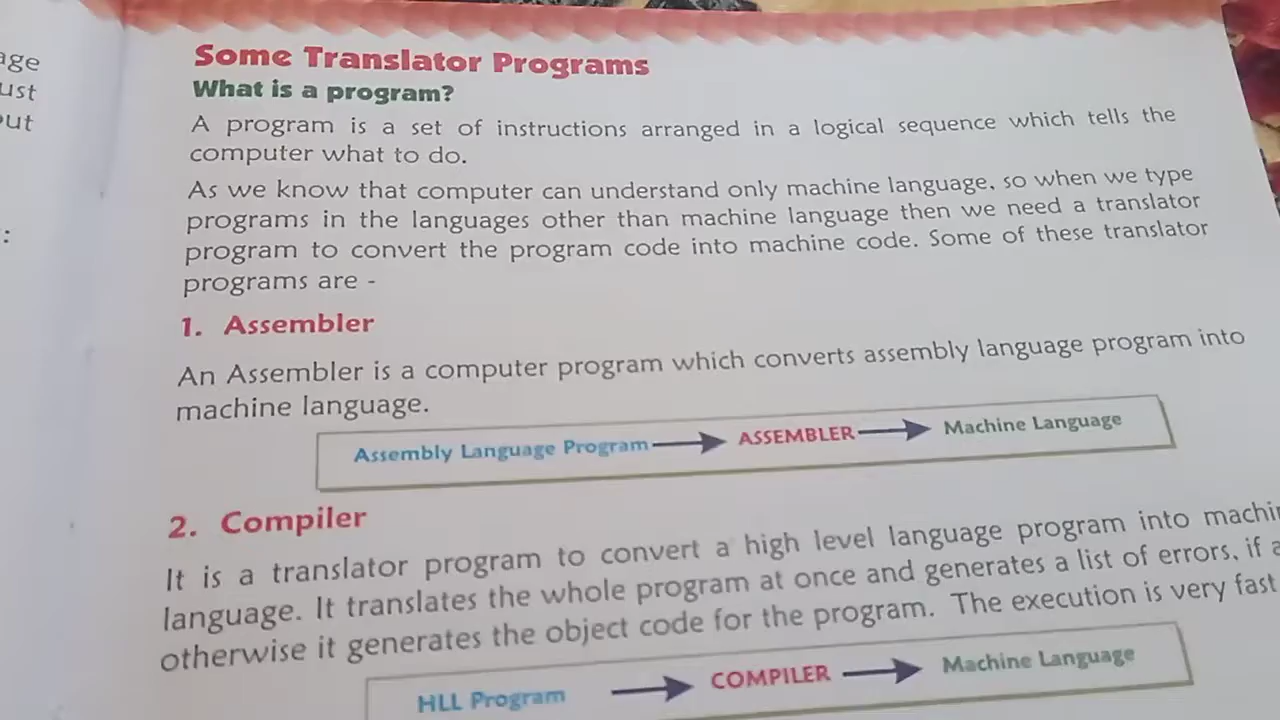 age
ust
out
:
Some Translator Programs
What is a program?
A program is a set of instructions arranged in a logical sequence which tells the
computer what to do.
As we know that computer can understand only machine language, so when we type
programs in the languages other than machine language then we need a translator
program to convert the program code into machine code. Some of these translator
programs are -
1. Assembler
An Assembler is a computer program which converts assembly language program into
machine language.
Assembly Language Program ASSEMBLER Machine Language
2. Compiler
It is a translator program to convert a high level language program into machin
language. It translates the whole program at once and generates a list of errors, if a
otherwise it generates the object code for the program. The execution is very fast
HLL Program COMPILER Machine Language